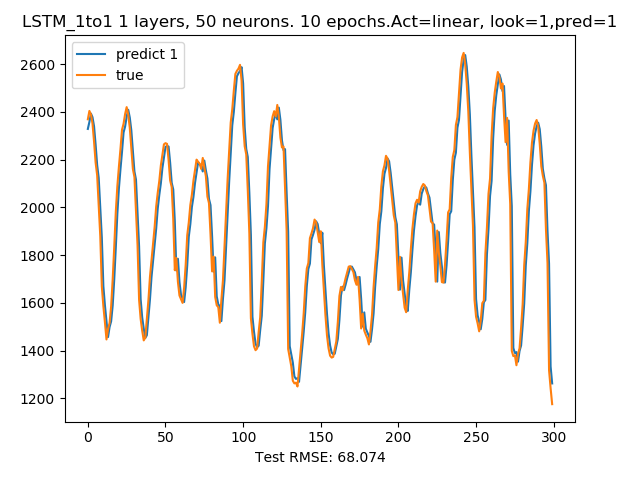 LSTM_1to1 1 layers, 50 neurons. 10 epochs.Act=linear, look=1,pred=1
predict 1
true
2600
2400
2200
2000
1800
1600
1400
1200
0 50 100 150 200 250 300
Test RMSE: 68.074